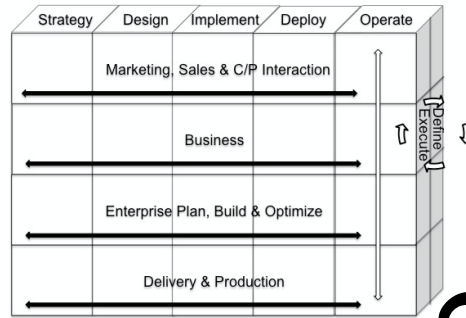 Strategy Design Implement Deploy Operate
Marketing, Sales & C/P Interaction
Business
Enterprise Plan, Build & Optimize
Delivery & Production
Define
Execute